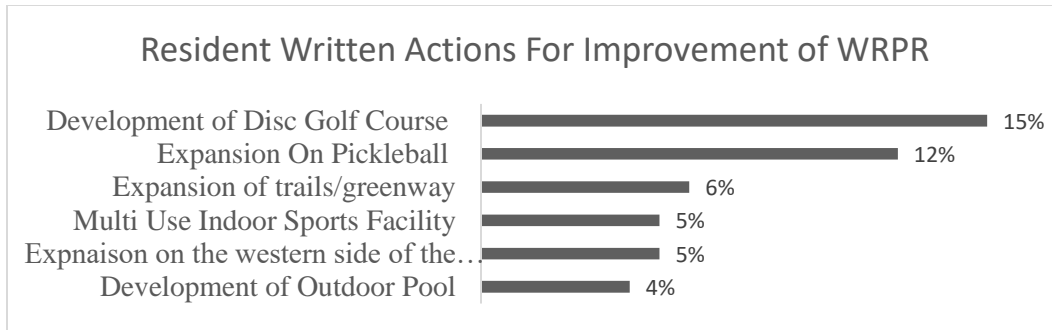 Resident Written Actions For Improvement of WRPR
Development of Disc Golf Course 15%
Expansion On Pickleball 12%
Expansion of trails/greenway 6%
Multi Use Indoor Sports Facility 5%
Expnaison on the western side of the… 5%
Development of Outdoor Pool 4%